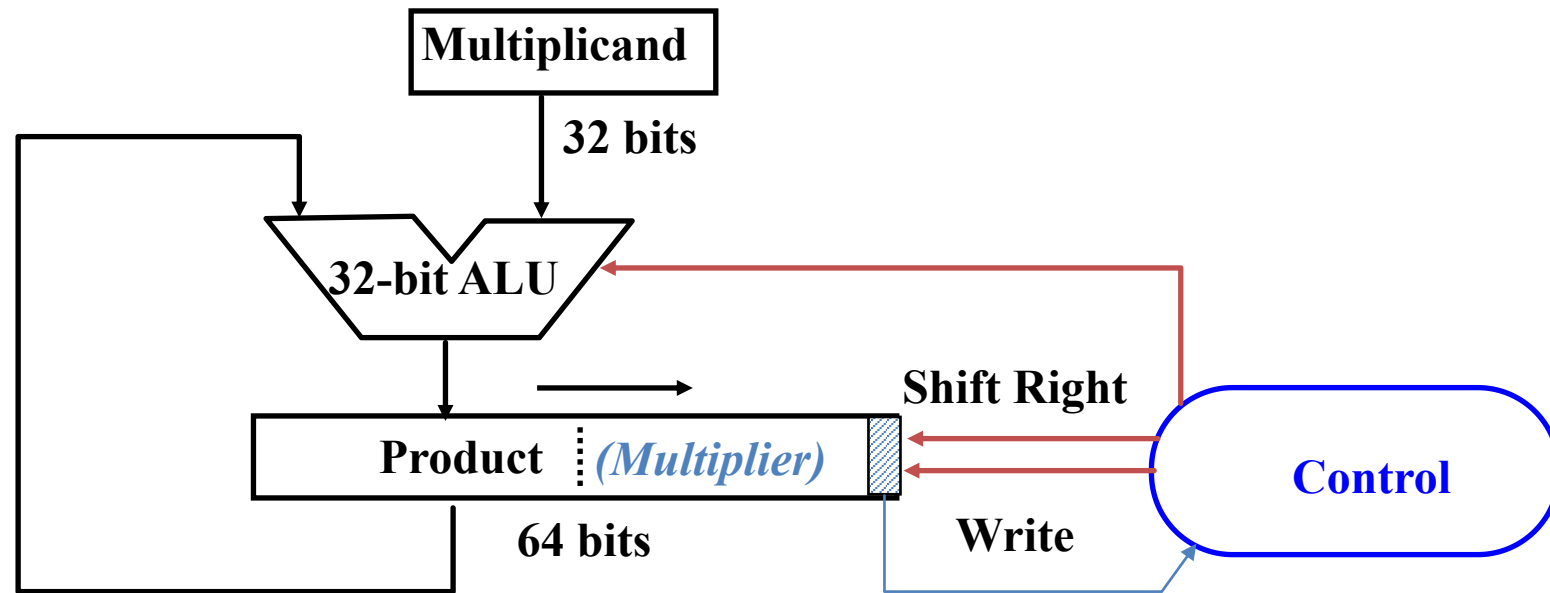 Multiplicand
32 bits
32-bit ALU
Shift Right
Product (Multiplier)
Control
Write
64 bits